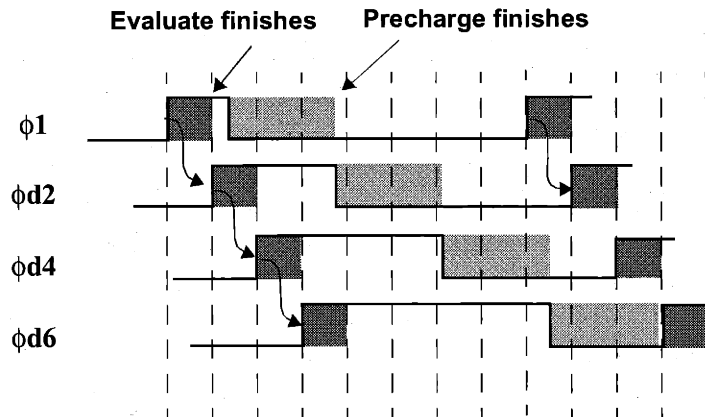 Evaluate finishes
Precharge finishes
ϕ1
ϕd2
ϕd4
ϕd6